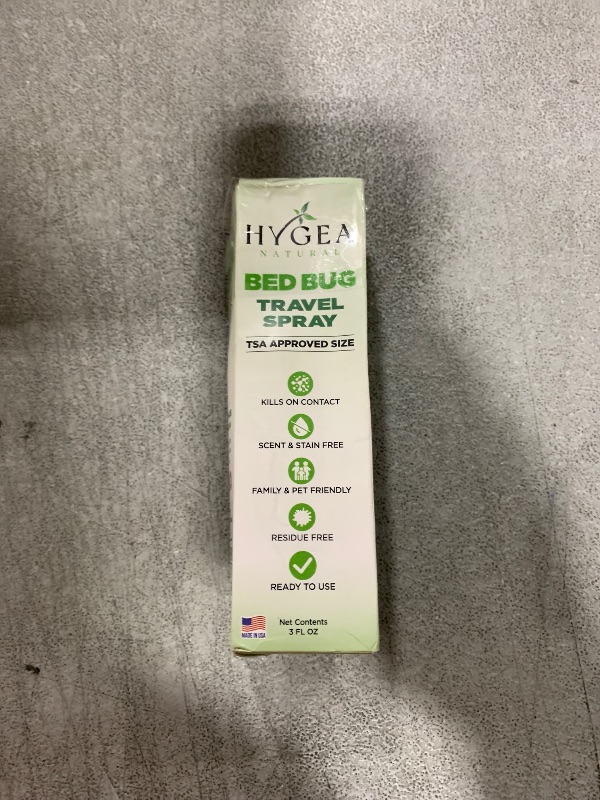 HYGEA
NATURAL
BED BUG
TRAVEL
SPRAY
TSA APPROVED SIZE
KILLS ON CONTACT
SCENT & STAIN FREE
FAMILY & PET FRIENDLY
RESIDUE FREE
READY TO USE
MADE IN USA
Net Contents
3 FL OZ